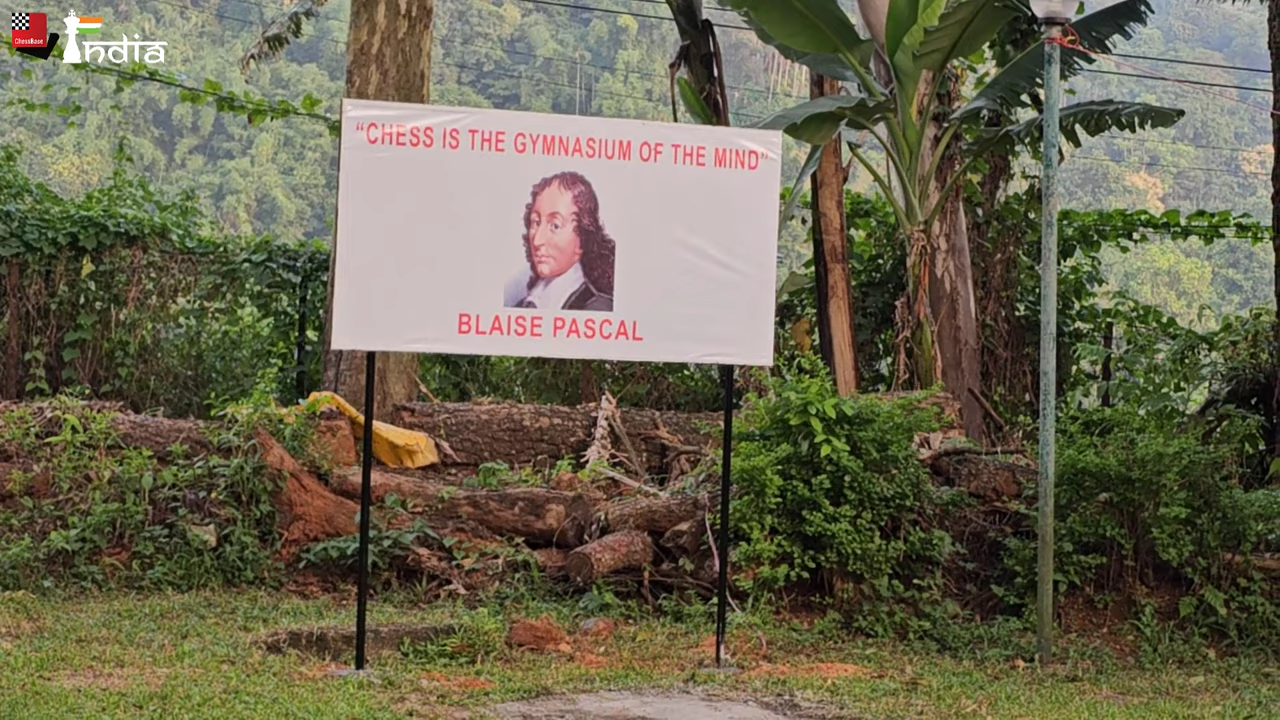 ChessBase
India
“CHESS IS THE GYMNASIUM OF THE MIND”
BLAISE PASCAL